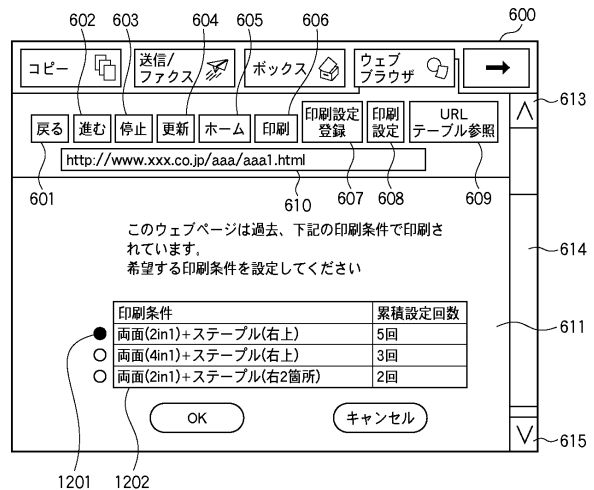 600
602 603 604 605 606
コピー
送信/
ファクス
ボックス
ウェブ
ブラウザ
613
戻る 進む 停止 更新 ホーム 印刷
印刷設定
登録
印刷
設定
URL
テーブル参照
http://www.xxx.co.jp/aaa/aaa1.html
601 610 607 608 609
このウェブページは過去、下記の印刷条件で印刷さ
れています。
希望する印刷条件を設定してください
614
印刷条件 累積設定回数
両面(2in1)+ステープル(右上) 5回
両面(4in1)+ステープル(右上) 3回
両面(2in1)+ステープル(右2箇所) 2回
611
OK キャンセル
615
1201 1202